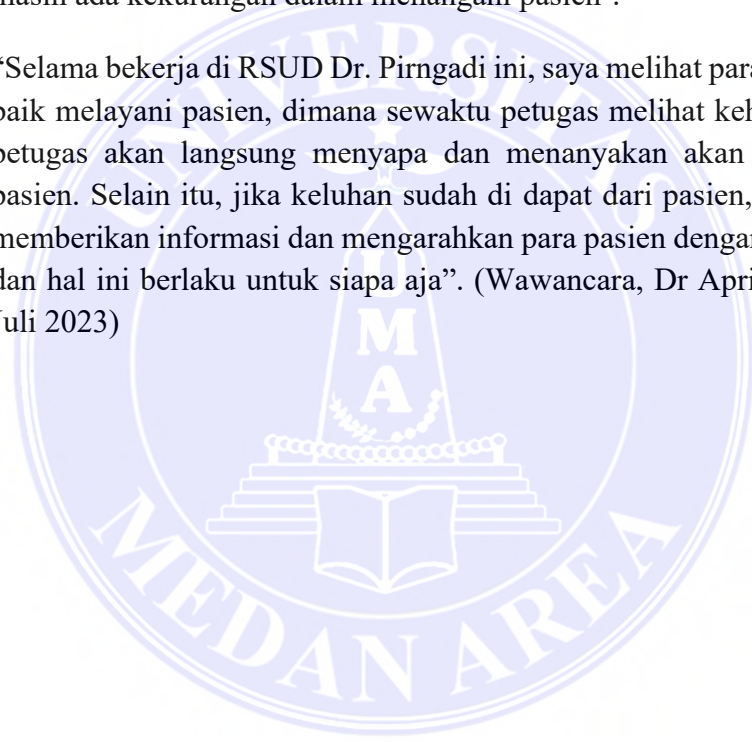 masih ada kekurangan dalam menangani pasien”.
“Selama bekerja di RSUD Dr. Pirngadi ini, saya melihat para
baik melayani pasien, dimana sewaktu petugas melihat
petugas akan langsung menyapa dan menanyakan akan
pasien. Selain itu, jika keluhan sudah di dapat dari pasien,
memberikan informasi dan mengarahkan para pasien dengan
dan hal ini berlaku untuk siapa aja”. (Wawancara, Dr
Juli 2023)
UNIVERSITAS
UMA
MEDAN AREA